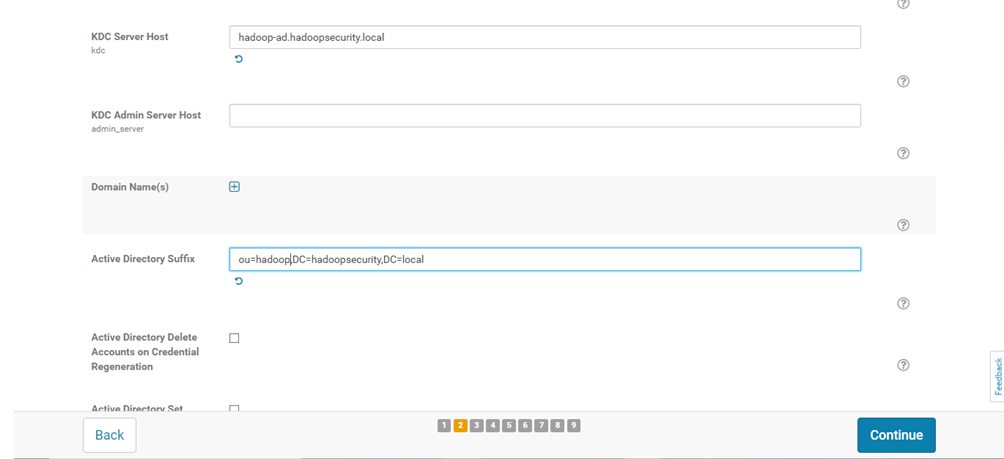 KDC Server Host
kdc
hadoop-ad.hadoopsecurity.local
KDC Admin Server Host
admin_server
Domain Name(s)
Active Directory Suffix
ou=hadoop,DC=hadoopsecurity,DC=local
Active Directory Delete
Accounts on Credential
Regeneration
Active Directory Set
Feedback
Back
1 2 3 4 5 6 7 8 9
Continue